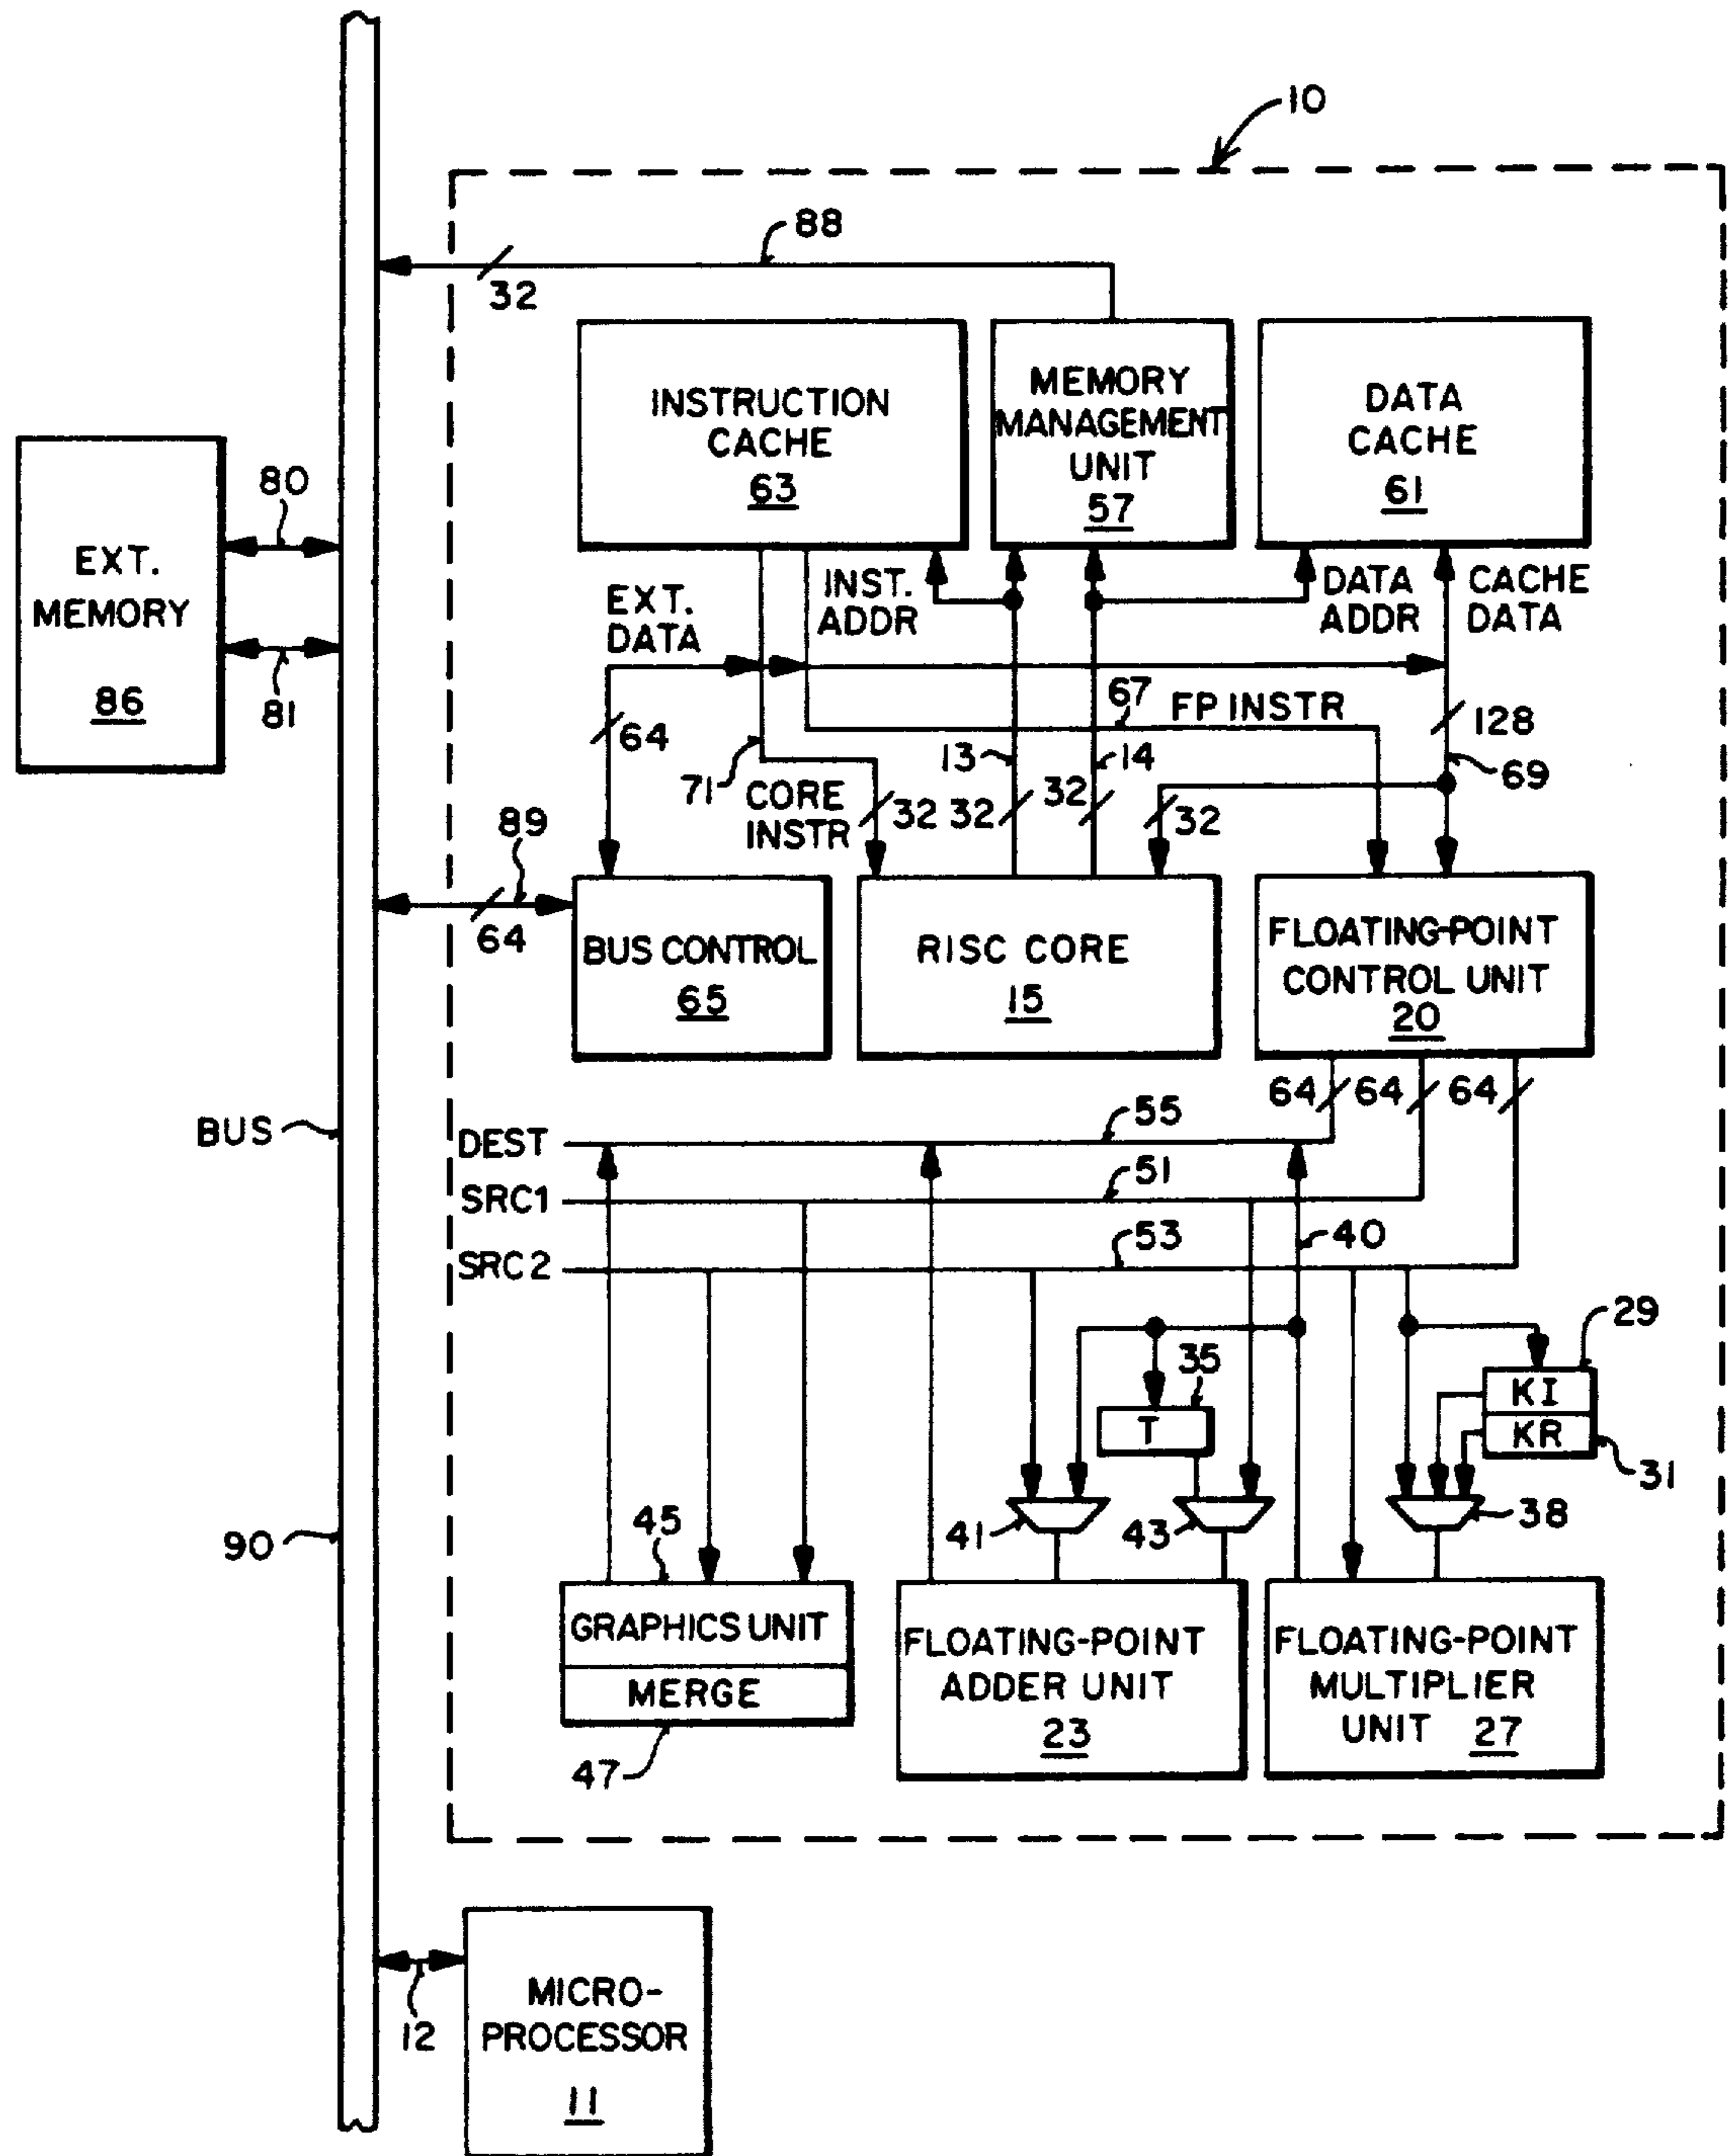 10
88
32
INSTRUCTION
CACHE
63
MEMORY
MANAGEMENT
UNIT
57
DATA
CACHE
61
EXT.
MEMORY
86
80
81
EXT.
DATA
INST.
ADDR
DATA
ADDR
CACHE
DATA
64
67
FP INSTR
128
71
13
14
69
CORE
INSTR
32
32
32
32
89
64
BUS CONTROL
65
RISC CORE
15
FLOATING-POINT
CONTROL UNIT
20
64
64
64
BUS
DEST
55
SRC1
51
SRC2
53
40
29
35
KI
T
KR
31
41
43
38
90
45
GRAPHICS UNIT
MERGE
47
FLOATING-POINT
ADDER UNIT
23
FLOATING-POINT
MULTIPLIER
UNIT 27
12
MICRO-
PROCESSOR
11